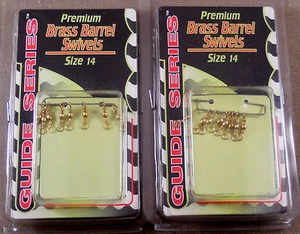 Premium
Brass Barrel
Swivels
Size 14
GUIDE SERIES
Premium
Brass Barrel
Swivels
Size 14
GUIDE SERIES